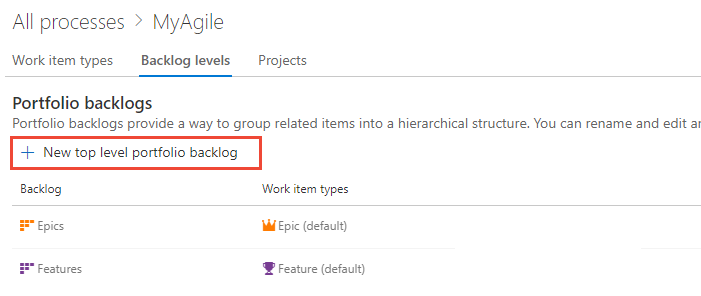 All processes > MyAgile
Work item types Backlog levels Projects
Portfolio backlogs
Portfolio backlogs provide a way to group related items into a hierarchical structure. You can rename and edit
+ New top level portfolio backlog
Backlog Work item types
Epics Epic (default)
Features Feature (default)